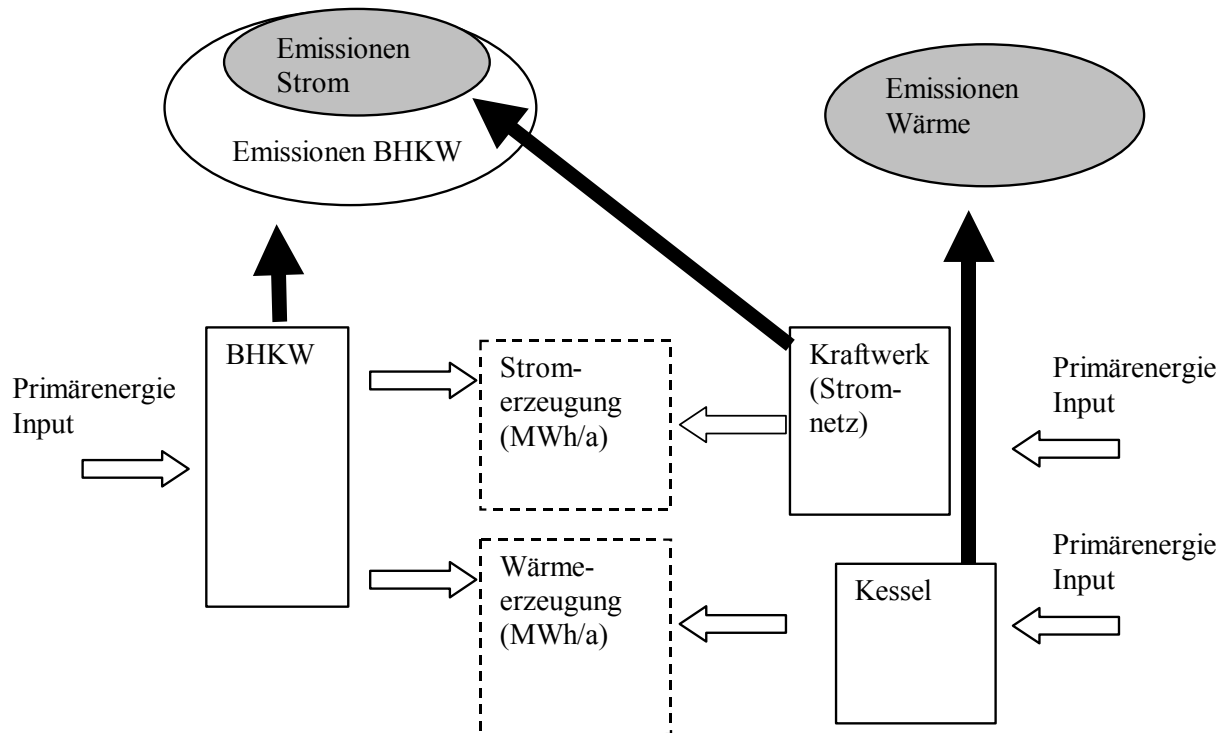 Emissionen
Strom
Emissionen BHKW
Emissionen
Wärme
Primärenergie
Input
BHKW
Strom-
erzeugung
(MWh/a)
Kraftwerk
(Strom-
netz)
Primärenergie
Input
Wärme-
erzeugung
(MWh/a)
Kessel
Primärenergie
Input